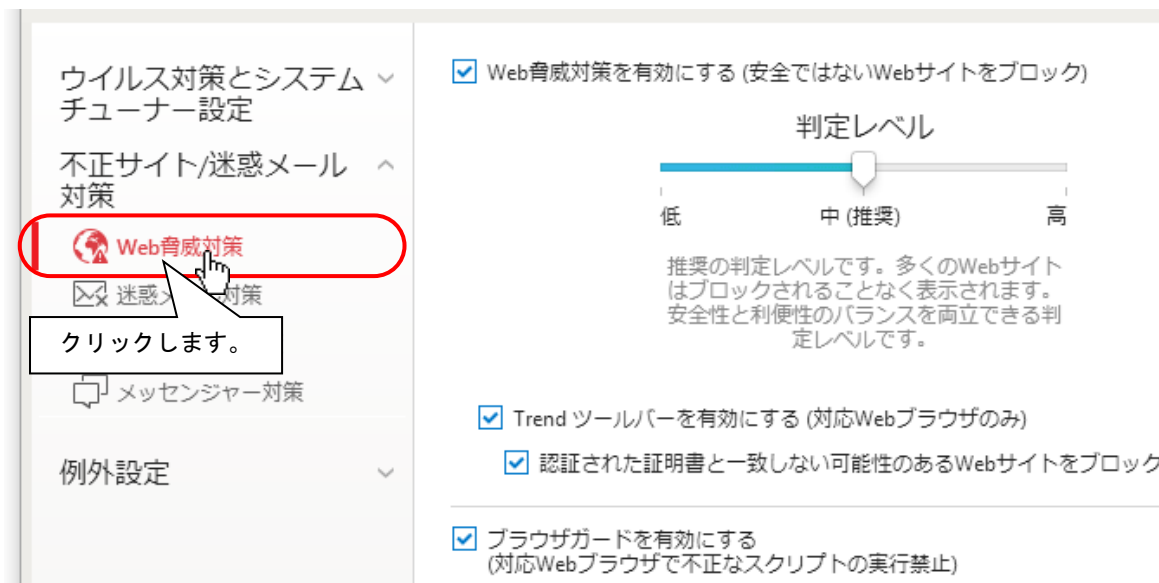 ウイルス対策とシステム
チューナー設定
不正サイト/迷惑メール
対策
Web脅威対策
迷惑メ 対策
クリックします。
メッセンジャー対策
例外設定
Web脅威対策を有効にする (安全ではないWebサイトをブロック)
判定レベル
低 中 (推奨) 高
推奨の判定レベルです。多くのWebサイト
はブロックされることなく表示されます。
安全性と利便性のバランスを両立できる判
定レベルです。
Trend ツールバーを有効にする (対応Webブラウザのみ)
認証された証明書と一致しない可能性のあるWebサイトをブロック
ブラウザガードを有効にする
(対応Webブラウザで不正なスクリプトの実行禁止)